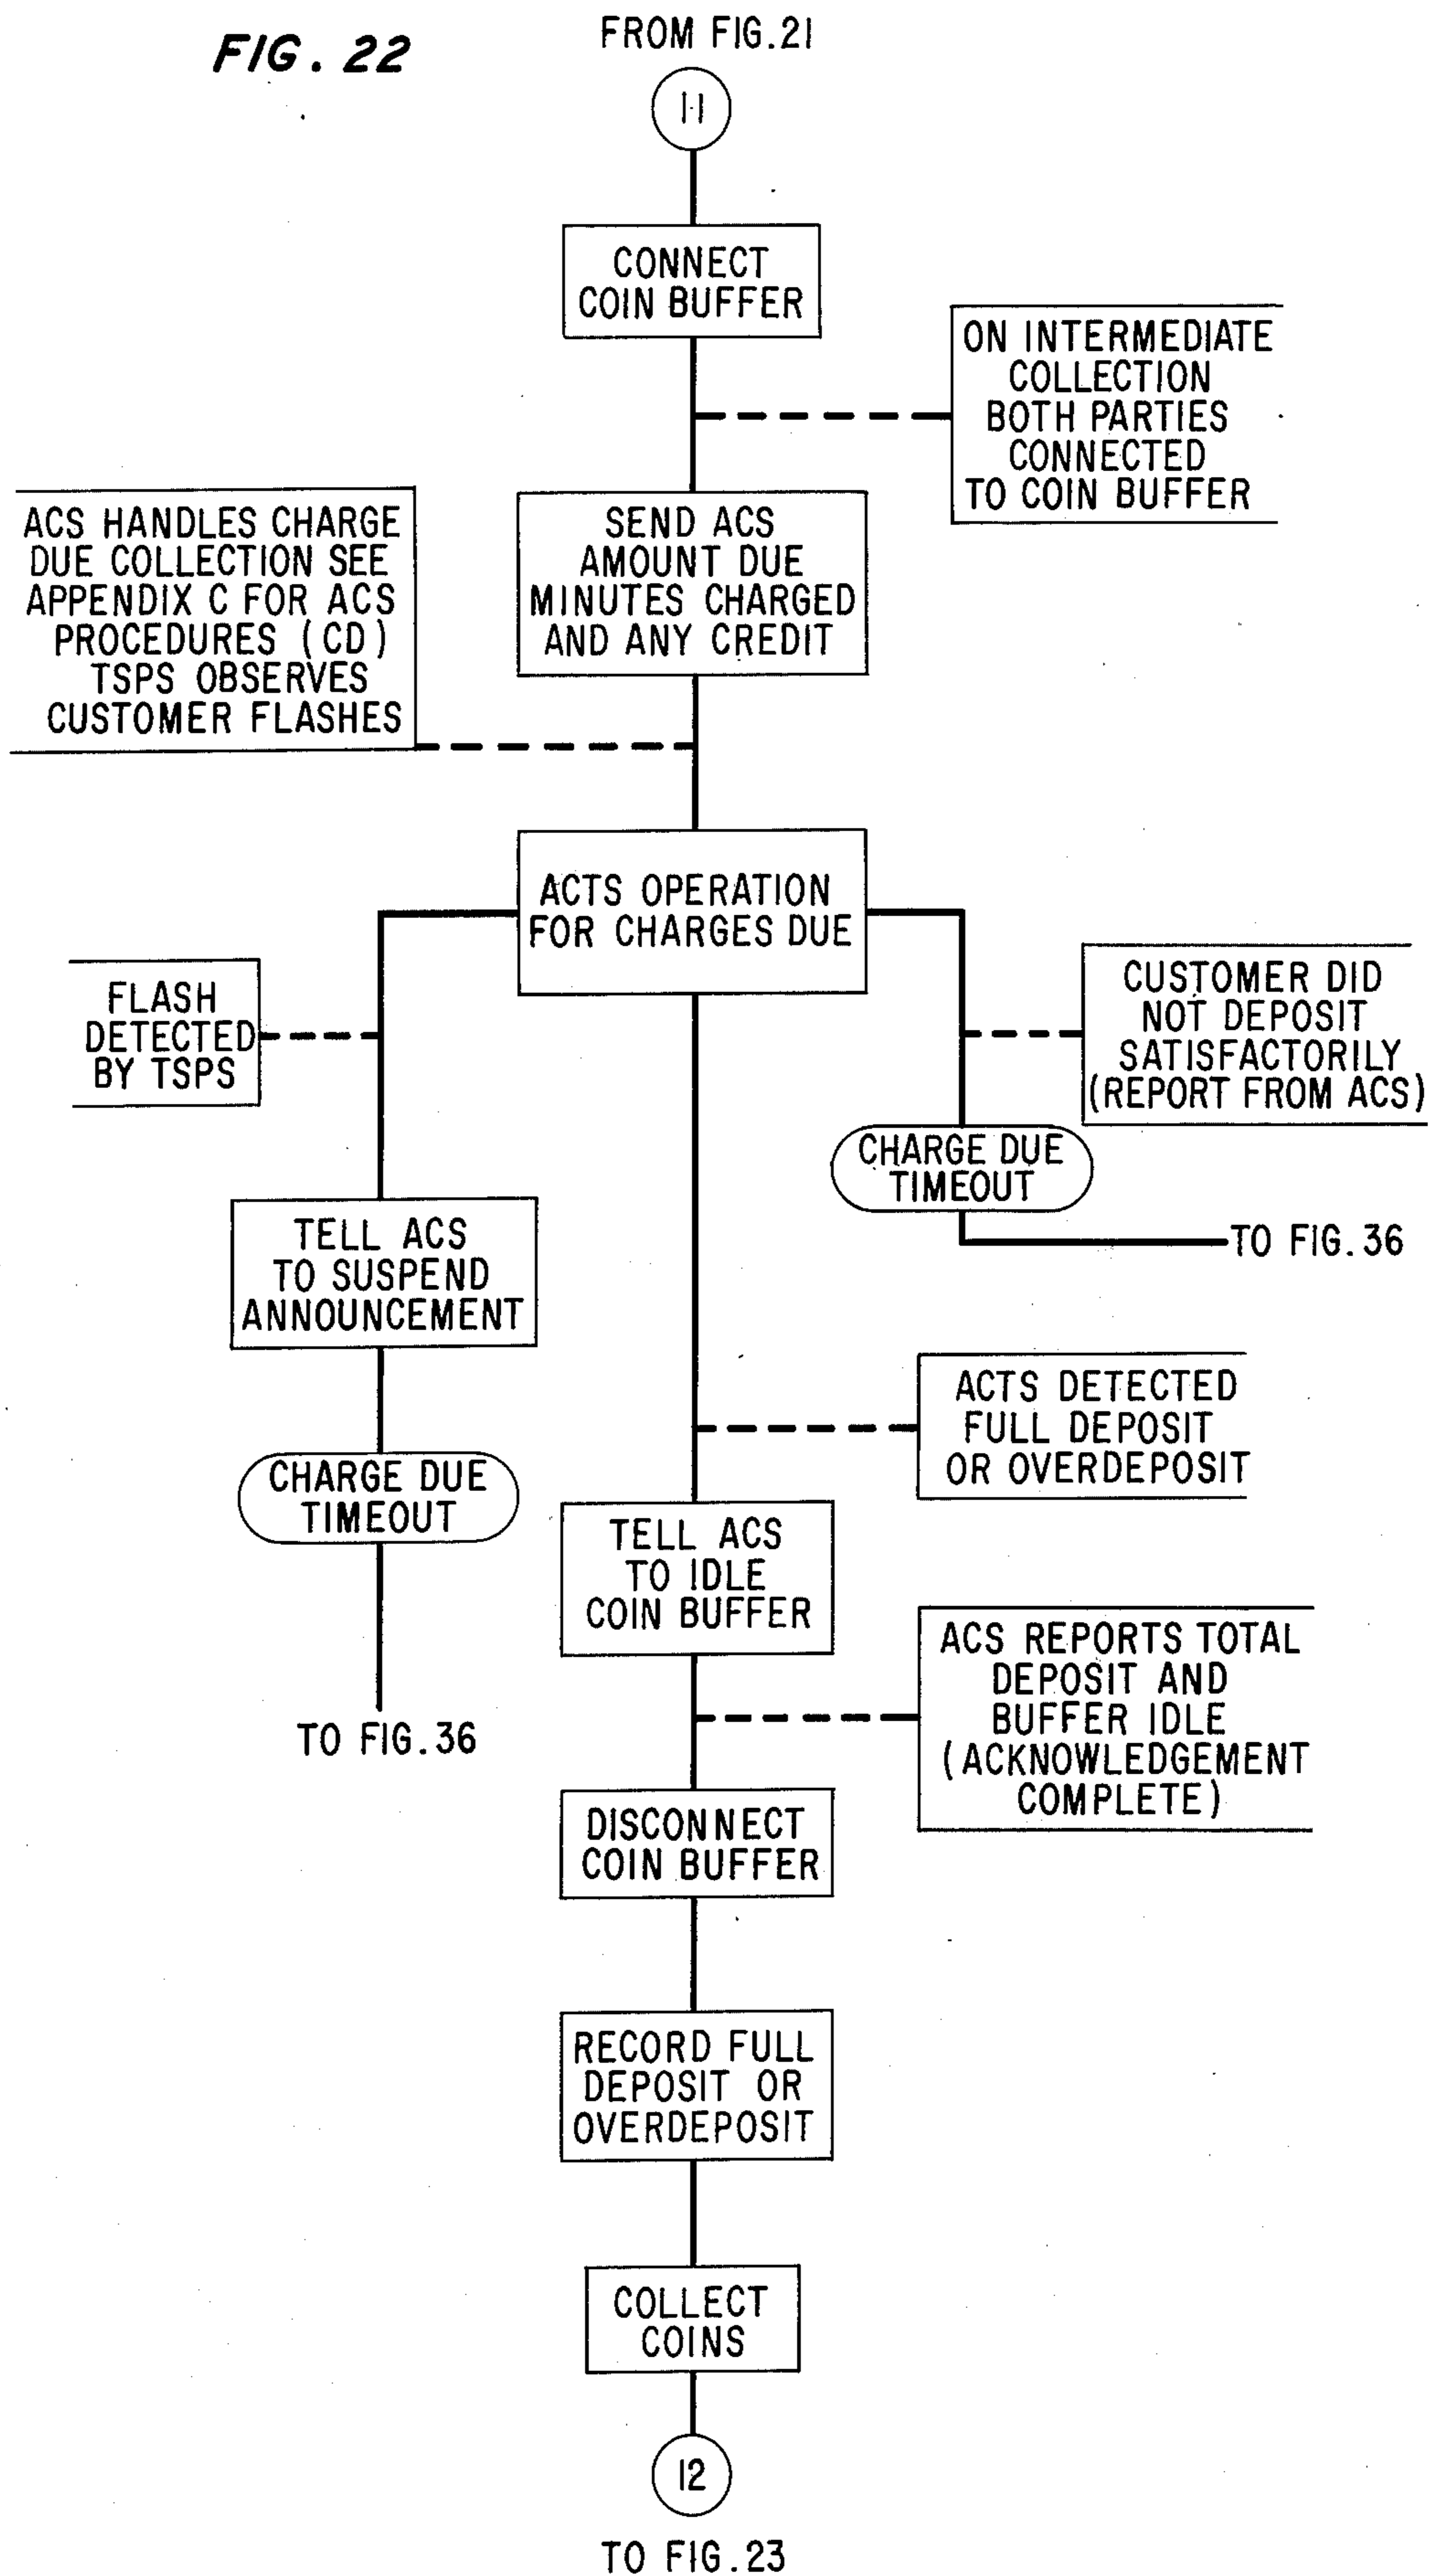 FIG. 22
FROM FIG.21
11
CONNECT
COIN BUFFER
ON INTERMEDIATE
COLLECTION
BOTH PARTIES
CONNECTED
TO COIN BUFFER
ACS HANDLES CHARGE
DUE COLLECTION SEE
APPENDIX C FOR ACS
PROCEDURES (CD)
TSPS OBSERVES
CUSTOMER FLASHES
SEND ACS
AMOUNT DUE
MINUTES CHARGED
AND ANY CREDIT
ACTS OPERATION
FOR CHARGES DUE
FLASH
DETECTED
BY TSPS
CUSTOMER DID
NOT DEPOSIT
SATISFACTORILY
(REPORT FROM ACS)
CHARGE DUE
TIMEOUT
TO FIG.36
TELL ACS
TO SUSPEND
ANNOUNCEMENT
CHARGE DUE
TIMEOUT
TO FIG.36
ACTS DETECTED
FULL DEPOSIT
OR OVERDEPOSIT
TELL ACS
TO IDLE
COIN BUFFER
ACS REPORTS TOTAL
DEPOSIT AND
BUFFER IDLE
(ACKNOWLEDGEMENT
COMPLETE)
DISCONNECT
COIN BUFFER
RECORD FULL
DEPOSIT OR
OVERDEPOSIT
COLLECT
COINS
12
TO FIG.23